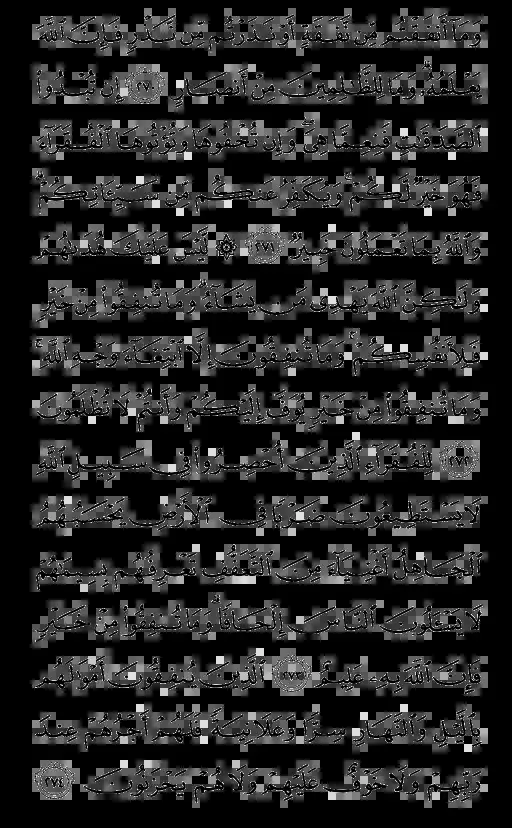 وَمَآ أَنفَقْتُم مِّن نَّفَقَةٍ أَوْ نَذَرْتُم مِّن نَّذْرٍ فَإِنَّ ٱللَّهَ
يَعْلَمُهُۥ وَمَا لِلظَّٰلِمِينَ مِنْ أَنصَارٍ ٢٧٠ إِن تُبْدُوا۟
ٱلصَّدَقَٰتِ فَنِعِمَّا هِىَ وَإِن تُخْفُوهَا وَتُؤْتُوهَا ٱلْفُقَرَآءَ
فَهُوَ خَيْرٌ لَّكُمْ وَيُكَفِّرُ عَنكُم مِّن سَيِّـَٔاتِكُمْ
وَٱللَّهُ بِمَا تَعْمَلُونَ خَبِيرٌ ٢٧١ ۞ لَّيْسَ عَلَيْكَ هُدَىٰهُمْ
وَلَٰكِنَّ ٱللَّهَ يَهْدِى مَن يَشَآءُ وَمَا تُنفِقُوا۟ مِنْ خَيْرٍ
فَلِأَنفُسِكُمْ وَمَا تُنفِقُونَ إِلَّا ٱبْتِغَآءَ وَجْهِ ٱللَّهِ
وَمَا تُنفِقُوا۟ مِنْ خَيْرٍ يُوَفَّ إِلَيْكُمْ وَأَنتُمْ لَا تُظْلَمُونَ
٢٧٢ لِلْفُقَرَآءِ ٱلَّذِينَ أُحْصِرُوا۟ فِى سَبِيلِ ٱللَّهِ
لَا يَسْتَطِيعُونَ ضَرْبًا فِى ٱلْأَرْضِ يَحْسَبُهُمُ
ٱلْجَاهِلُ أَغْنِيَآءَ مِنَ ٱلتَّعَفُّفِ تَعْرِفُهُم بِسِيمَٰهُمْ
لَا يَسْـَٔلُونَ ٱلنَّاسَ إِلْحَافًا وَمَا تُنفِقُوا۟ مِنْ خَيْرٍ
فَإِنَّ ٱللَّهَ بِهِۦ عَلِيمٌ ٢٧٣ ٱلَّذِينَ يُنفِقُونَ أَمْوَٰلَهُم
بِٱلَّيْلِ وَٱلنَّهَارِ سِرًّا وَعَلَانِيَةً فَلَهُمْ أَجْرُهُمْ عِندَ
رَبِّهِمْ وَلَا خَوْفٌ عَلَيْهِمْ وَلَا هُمْ يَحْزَنُونَ ٢٧٤